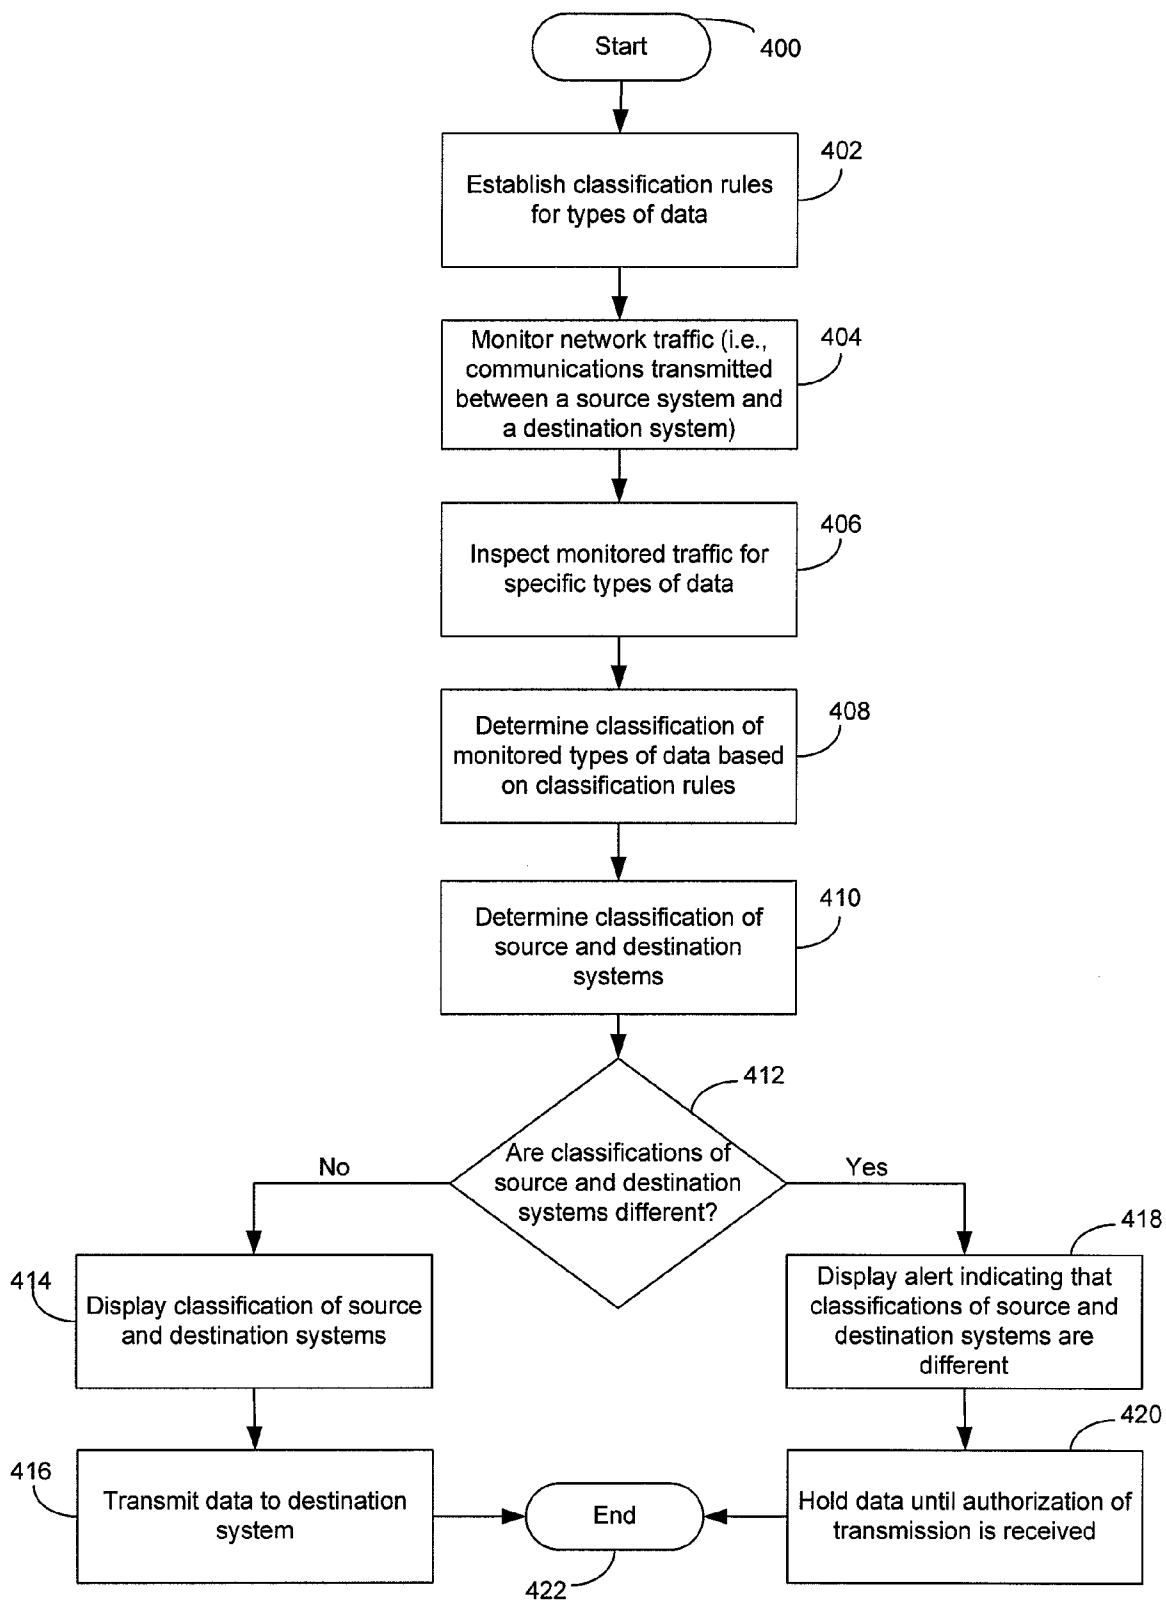 Start
400
402
Establish classification rules
for types of data
404
Monitor network traffic (i.e.,
communications transmitted
between a source system and
a destination system)
406
Inspect monitored traffic for
specific types of data
408
Determine classification of
monitored types of data based
on classification rules
410
Determine classification of
source and destination
systems
412
Are classifications of
source and destination
systems different?
No
Yes
414
Display classification of source
and destination systems
418
Display alert indicating that
classifications of source and
destination systems are
different
416
Transmit data to destination
system
420
Hold data until authorization of
transmission is received
End
422